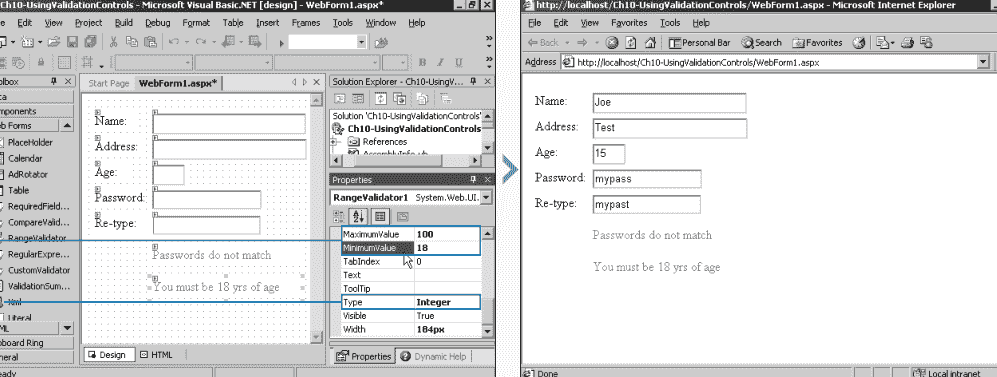 Ch10-UsingValidationControls - Microsoft Visual Basic.NET [design] - WebForm1.aspx*
Edit View Project Build Debug Format Table Insert Frames Tools Window Help
B I U
Toolbox
Components
Web Forms
PlaceHolder
Calendar
AdRotator
Table
RequiredField...
CompareValid...
RangeValidator
RegularExpre...
CustomValidator
ValidationSum...
Xml
Literal
HTML
Clipboard Ring
General
Ready
Start Page WebForm1.aspx*
Name:
Address:
Age:
Password:
Re-type:
Passwords do not match
You must be 18 yrs of age
Design HTML
Solution Explorer - Ch10-UsingV...
Solution 'Ch10-UsingValidationControls'
Ch10-UsingValidationControls
References
AssemblyInfo.vb
Properties
RangeValidator1 System.Web.UI.
MaximumValue 100
MinimumValue 18
TabIndex 0
Text
ToolTip
Type Integer
Visible True
Width 184px
Properties Dynamic Help
http://localhost/Ch10-UsingValidationControls/WebForm1.aspx - Microsoft Internet Explorer
File Edit View Favorites Tools Help
Back Personal Bar Search Favorites
Address http://localhost/Ch10-UsingValidationControls/WebForm1.aspx
Name: Joe
Address: Test
Age: 15
Password: mypass
Re-type: mypast
Passwords do not match
You must be 18 yrs of age
Done Local intranet